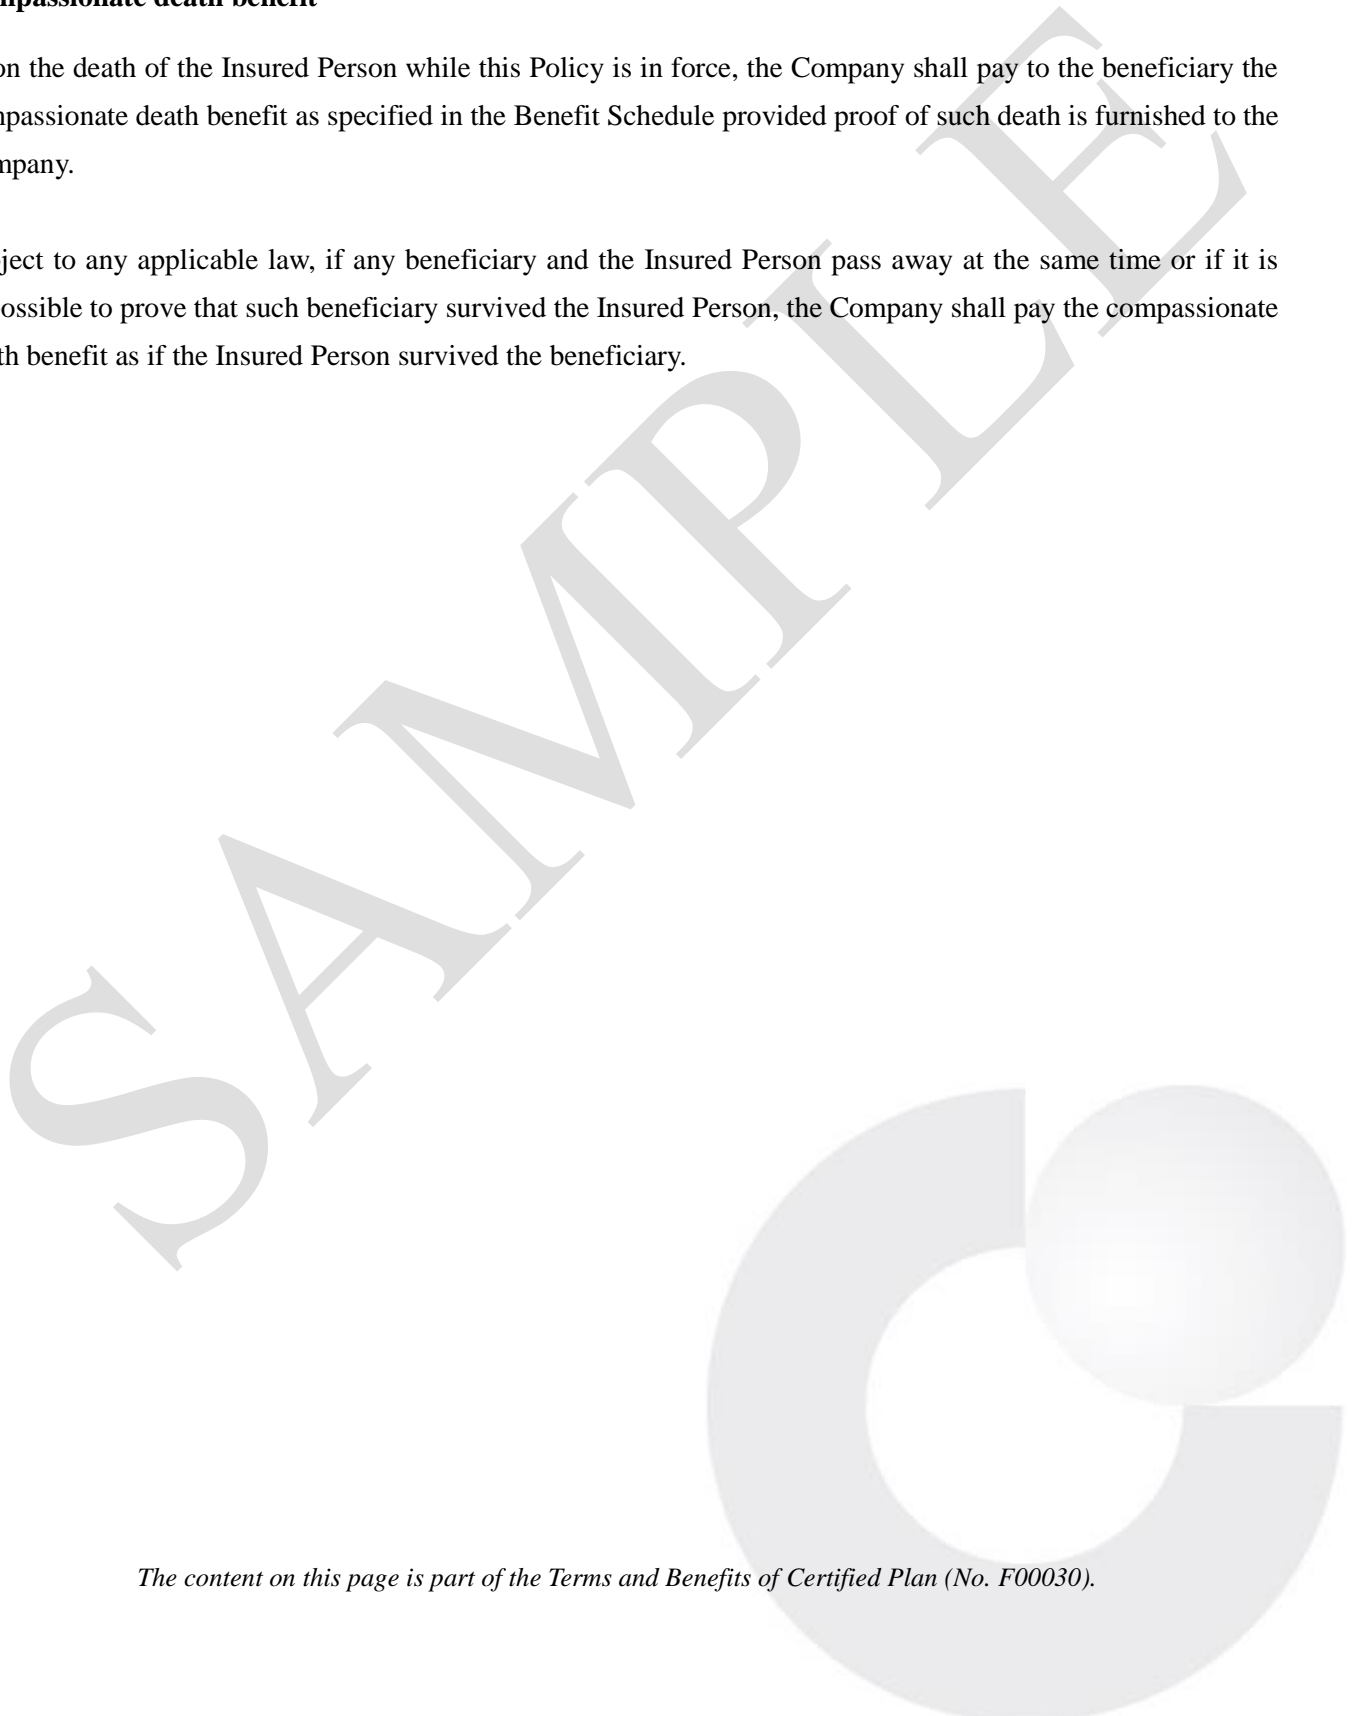 mpassionate death benefit
on the death of the Insured Person while this Policy is in force, the Company shall pay to the beneficiary the
mpassionate death benefit as specified in the Benefit Schedule provided proof of such death is furnished to the
mpany.
ject to any applicable law, if any beneficiary and the Insured Person pass away at the same time or if it is
possible to prove that such beneficiary survived the Insured Person, the Company shall pay the compassionate
th benefit as if the Insured Person survived the beneficiary.
SAMPLE
The content on this page is part of the Terms and Benefits of Certified Plan (No. F00030).